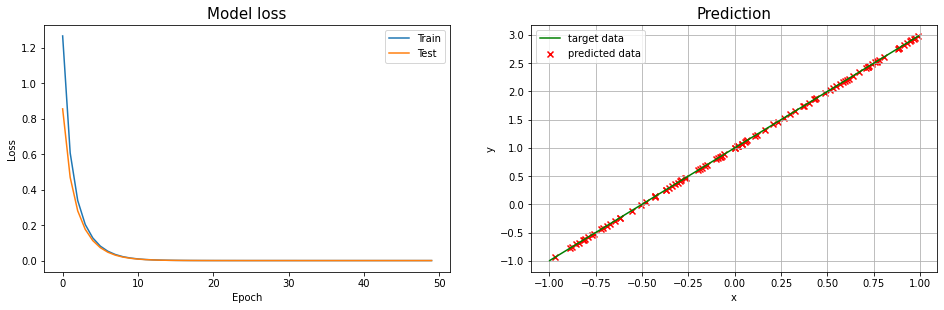 Model loss
Train
Test
1.2
1.0
0.8
0.6
0.4
0.2
0.0
Loss
0 10 20 30 40 50
Epoch
Prediction
target data
predicted data
3.0
2.5
2.0
1.5
1.0
0.5
0.0
−0.5
−1.0
y
−1.00 −0.75 −0.50 −0.25 0.00 0.25 0.50 0.75 1.00
x